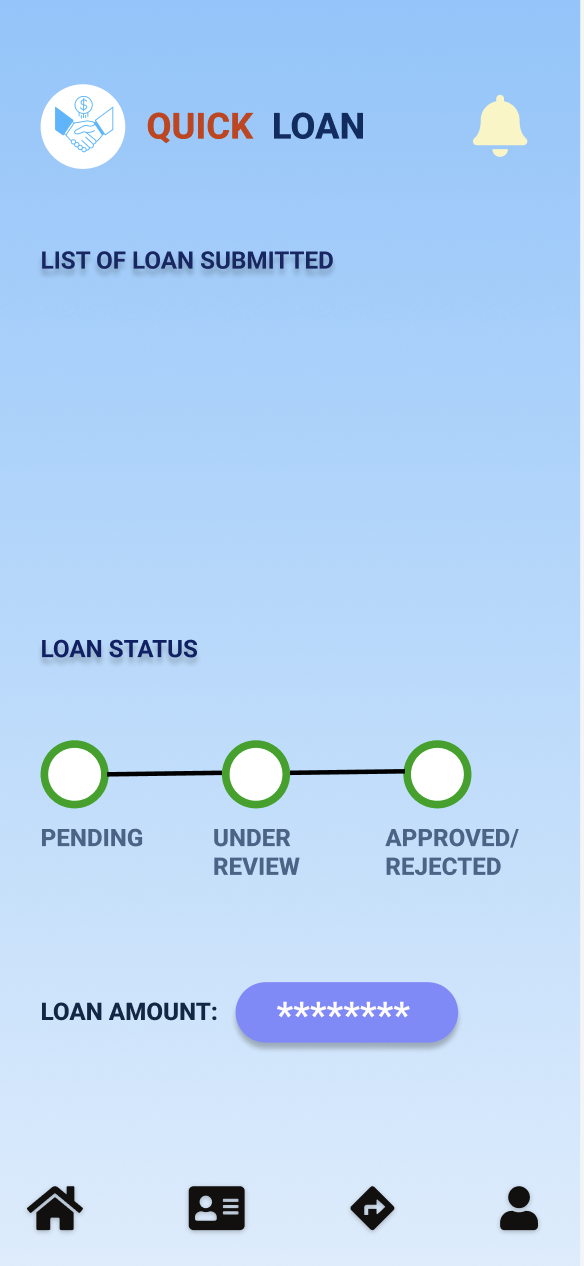 QUICK LOAN
LIST OF LOAN SUBMITTED
LOAN STATUS
PENDING
UNDER
REVIEW
APPROVED/
REJECTED
LOAN AMOUNT: ********